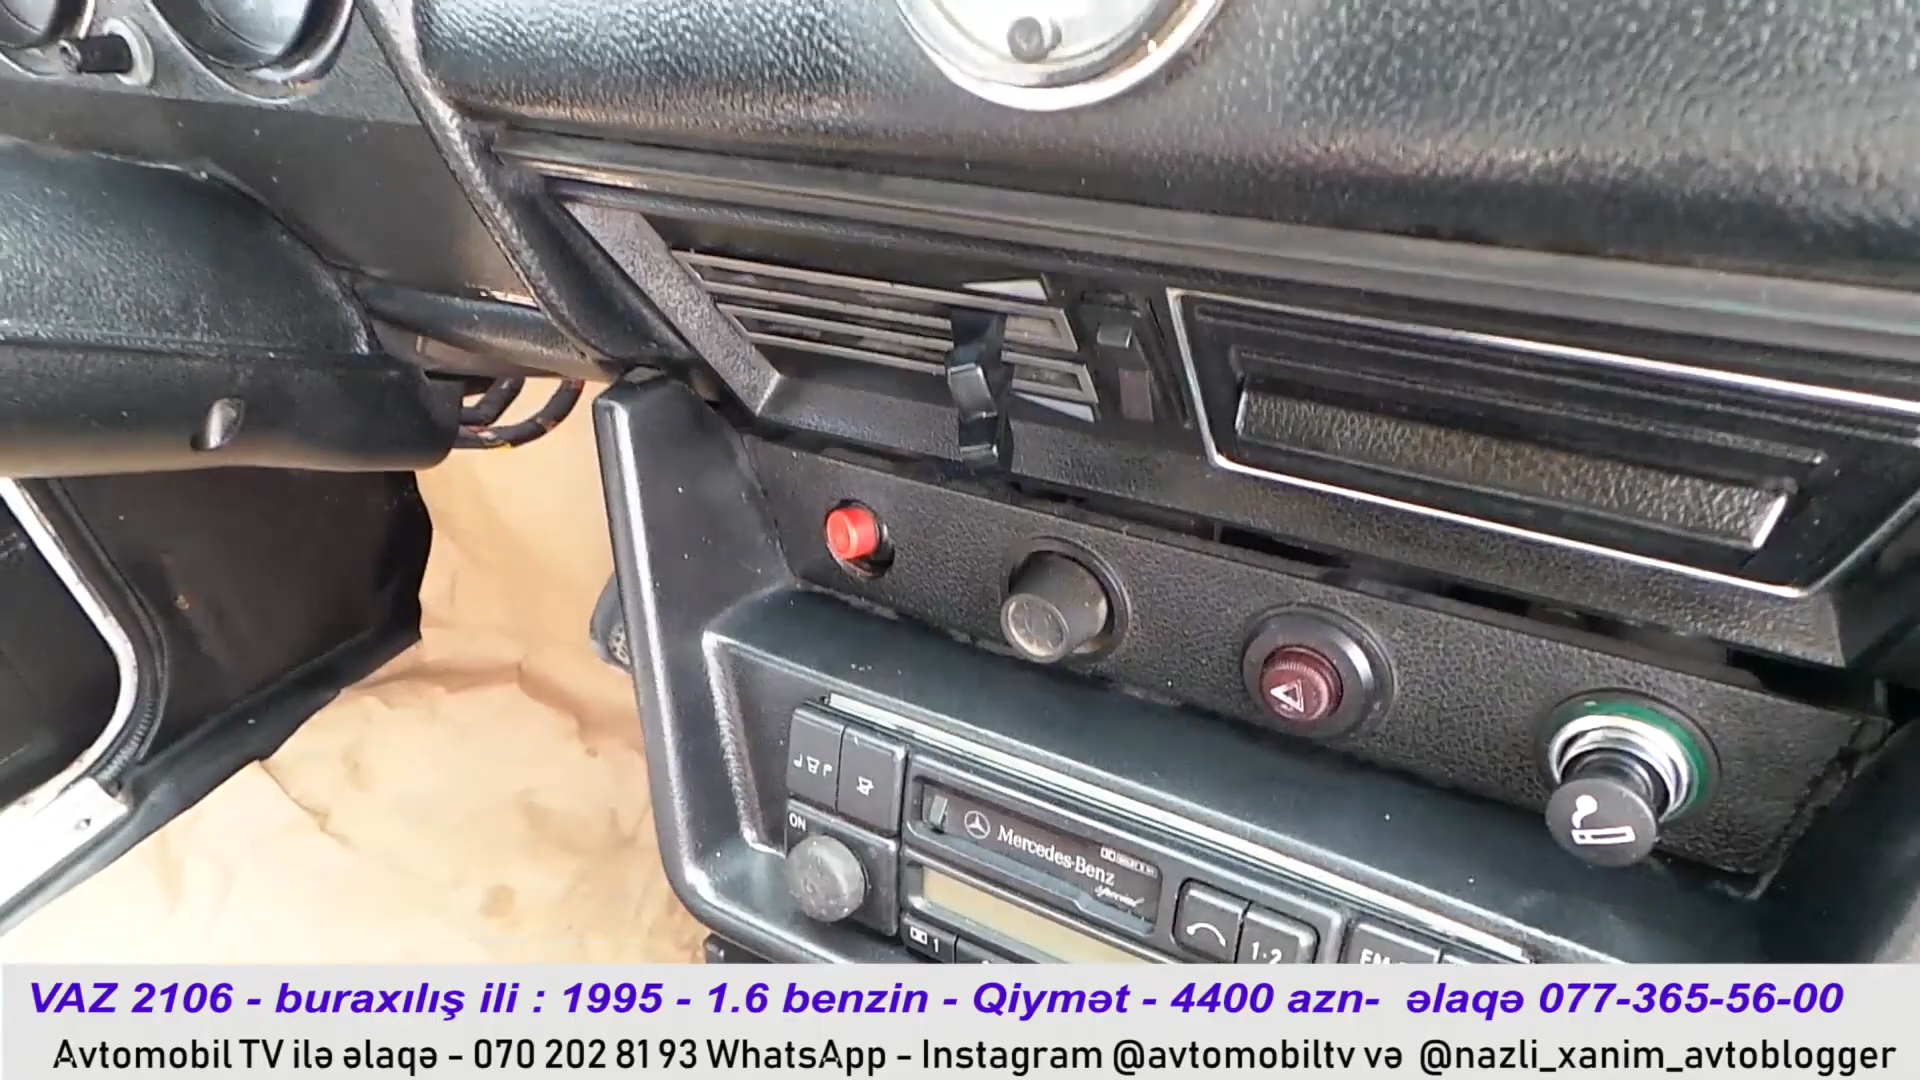 ON
Mercedes-Benz
1
1·2
VAZ 2106 - buraxılış ili : 1995 - 1.6 benzin - Qiymət - 4400 azn- əlaqə 077-365-56-00
Avtomobil TV ilə əlaqə - 070 202 81 93 WhatsApp - Instagram @avtomobiltv və @nazli_xanim_avtoblogger